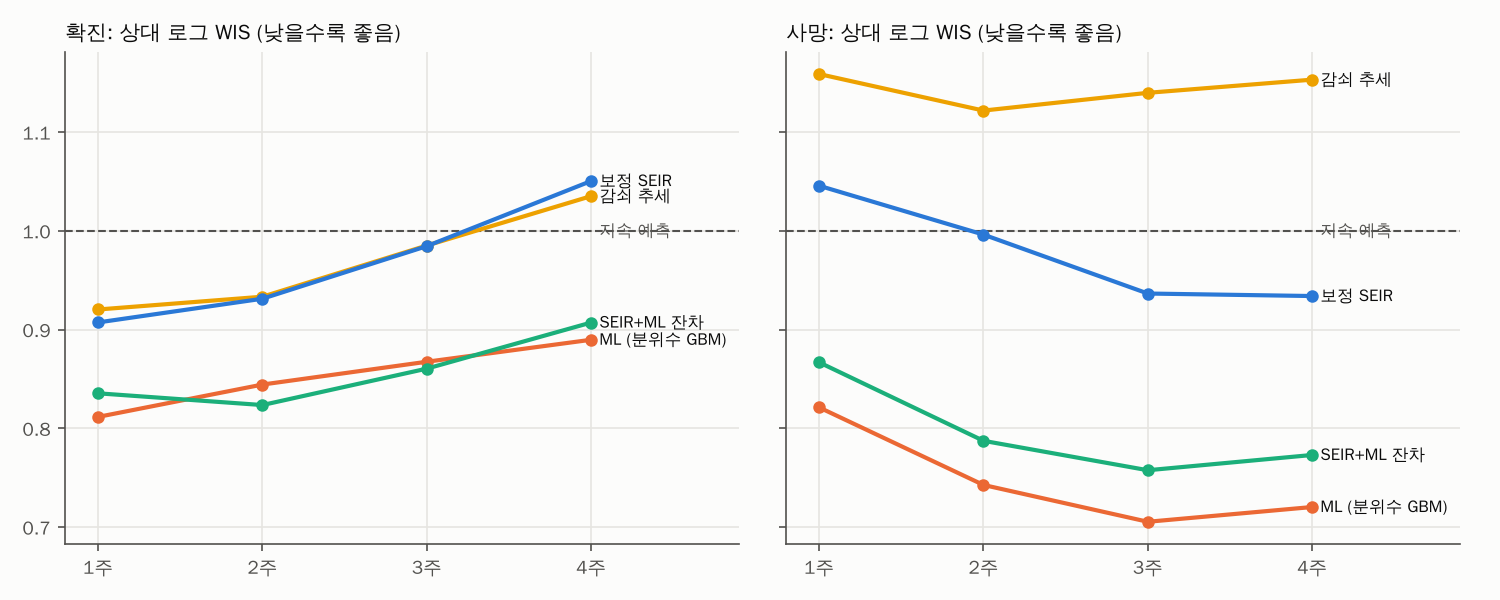 확진: 상대 로그 WIS (낮을수록 좋음)
1.1
1.0
0.9
0.8
0.7
보정 SEIR
감쇠 추세
지속 예측
SEIR+ML 잔차
ML (분위수 GBM)
1주
2주
3주
4주
사망: 상대 로그 WIS (낮을수록 좋음)
감쇠 추세
지속 예측
보정 SEIR
SEIR+ML 잔차
ML (분위수 GBM)
1주
2주
3주
4주